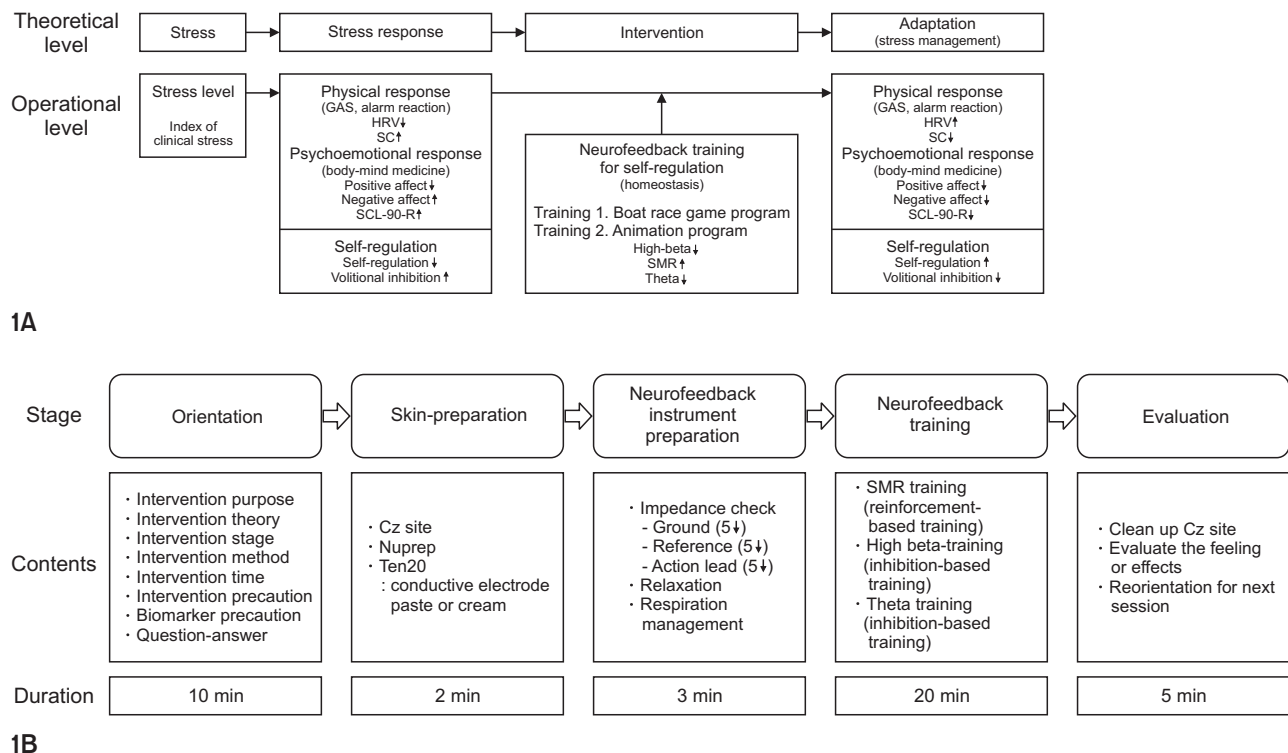 Theoretical
level
Stress
Stress response
Intervention
Adaptation
(stress management)
Operational
level
Stress level
Index of
clinical stress
Physical response
(GAS, alarm reaction)
HRV↓
SC↑
Psychoemotional response
(body-mind medicine)
Positive affect↓
Negative affect↑
SCL-90-R↑
Self-regulation
Self-regulation↓
Volitional inhibition↑
Neurofeedback training
for self-regulation
(homeostasis)
Training 1. Boat race game program
Training 2. Animation program
High-beta↓
SMR↑
Theta↓
Physical response
(GAS, alarm reaction)
HRV↑
SC↓
Psychoemotional response
(body-mind medicine)
Positive affect↓
Negative affect↓
SCL-90-R↓
Self-regulation
Self-regulation↑
Volitional inhibition↓
1A
Stage
Orientation
Skin-preparation
Neurofeedback
instrument
preparation
Neurofeedback
training
Evaluation
Contents
· Intervention purpose
· Intervention theory
· Intervention stage
· Intervention method
· Intervention time
· Intervention precaution
· Biomarker precaution
· Question-answer
· Cz site
· Nuprep
· Ten20
: conductive electrode
paste or cream
· Impedance check
- Ground (5↓)
- Reference (5↓)
- Action lead (5↓)
· Relaxation
· Respiration
management
· SMR training
(reinforcement-
based training)
· High beta-training
(inhibition-based
training)
· Theta training
(inhibition-based
training)
· Clean up Cz site
· Evaluate the feeling
or effects
· Reorientation for next
session
Duration
10 min
2 min
3 min
20 min
5 min
1B